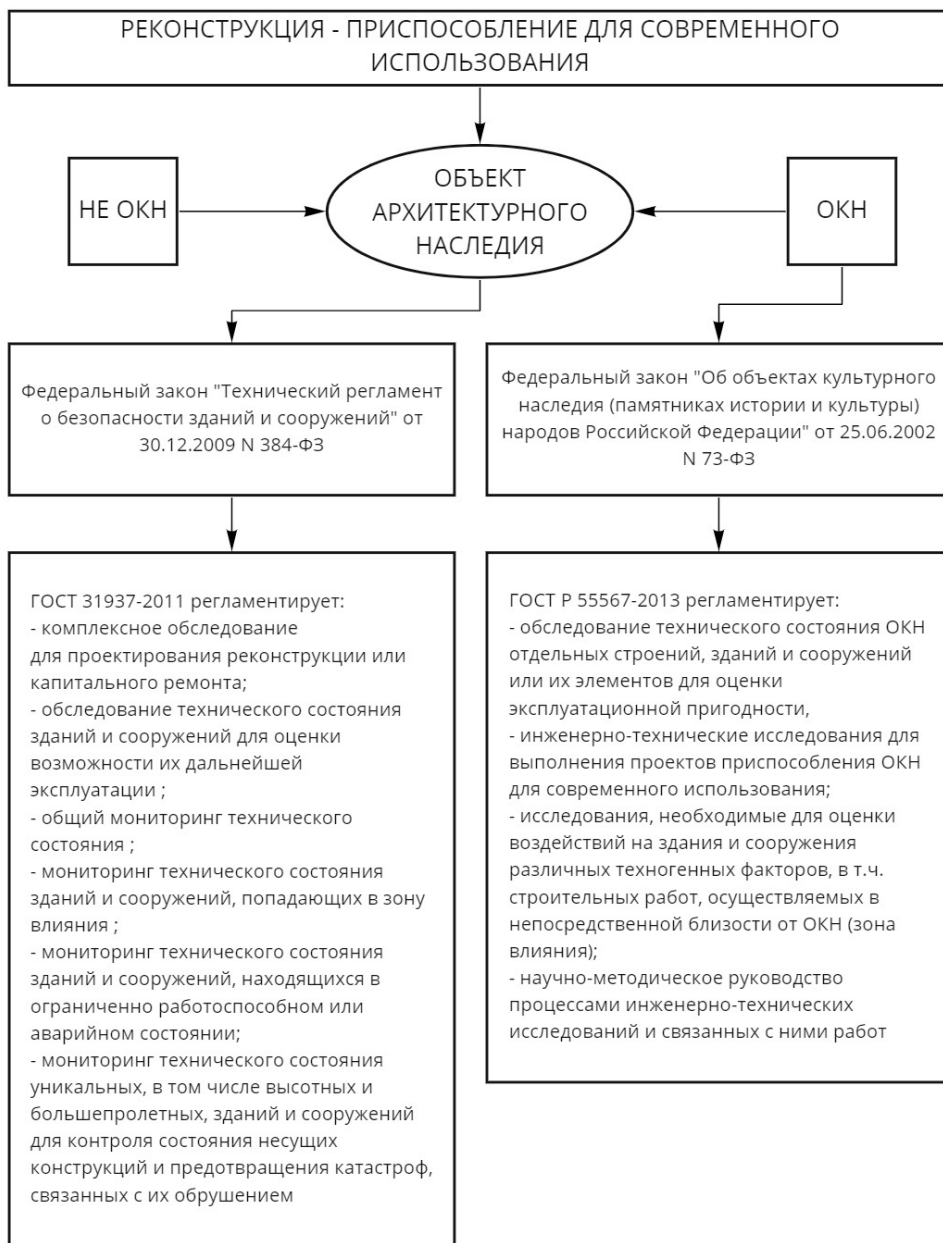 РЕКОНСТРУКЦИЯ - ПРИСПОСОБЛЕНИЕ ДЛЯ СОВРЕМЕННОГО
ИСПОЛЬЗОВАНИЯ
НЕ ОКН
ОБЪЕКТ
АРХИТЕКТУРНОГО
НАСЛЕДИЯ
ОКН
Федеральный закон "Технический регламент
о безопасности зданий и сооружений" от
30.12.2009 N 384-ФЗ
Федеральный закон "Об объектах культурного
наследия (памятниках истории и культуры)
народов Российской Федерации" от 25.06.2002
N 73-ФЗ
ГОСТ 31937-2011 регламентирует:
- комплексное обследование
для проектирования реконструкции или
капитального ремонта;
- обследование технического состояния
зданий и сооружений для оценки
возможности их дальнейшей
эксплуатации ;
- общий мониторинг технического
состояния ;
- мониторинг технического состояния
зданий и сооружений, попадающих в зону
влияния ;
- мониторинг технического состояния
зданий и сооружений, находящихся в
ограниченно работоспособном или
аварийном состоянии;
- мониторинг технического состояния
уникальных, в том числе высотных и
большепролетных, зданий и сооружений
для контроля состояния несущих
конструкций и предотвращения катастроф,
связанных с их обрушением
ГОСТ Р 55567-2013 регламентирует:
- обследование технического состояния ОКН
отдельных строений, зданий и сооружений
или их элементов для оценки
эксплуатационной пригодности,
- инженерно-технические исследования для
выполнения проектов приспособления ОКН
для современного использования;
- исследования, необходимые для оценки
воздействий на здания и сооружения
различных техногенных факторов, в т.ч.
строительных работ, осуществляемых в
непосредственной близости от ОКН (зона
влияния);
- научно-методическое руководство
процессами инженерно-технических
исследований и связанных с ними работ